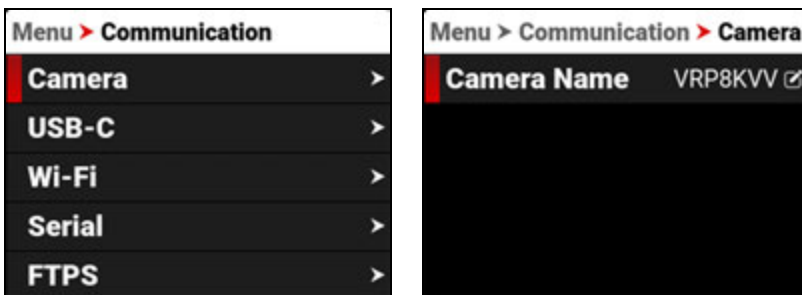 Menu > Communication
Camera >
USB-C >
Wi-Fi >
Serial >
FTPS >
Menu > Communication > Camera
Camera Name VRP8KVV